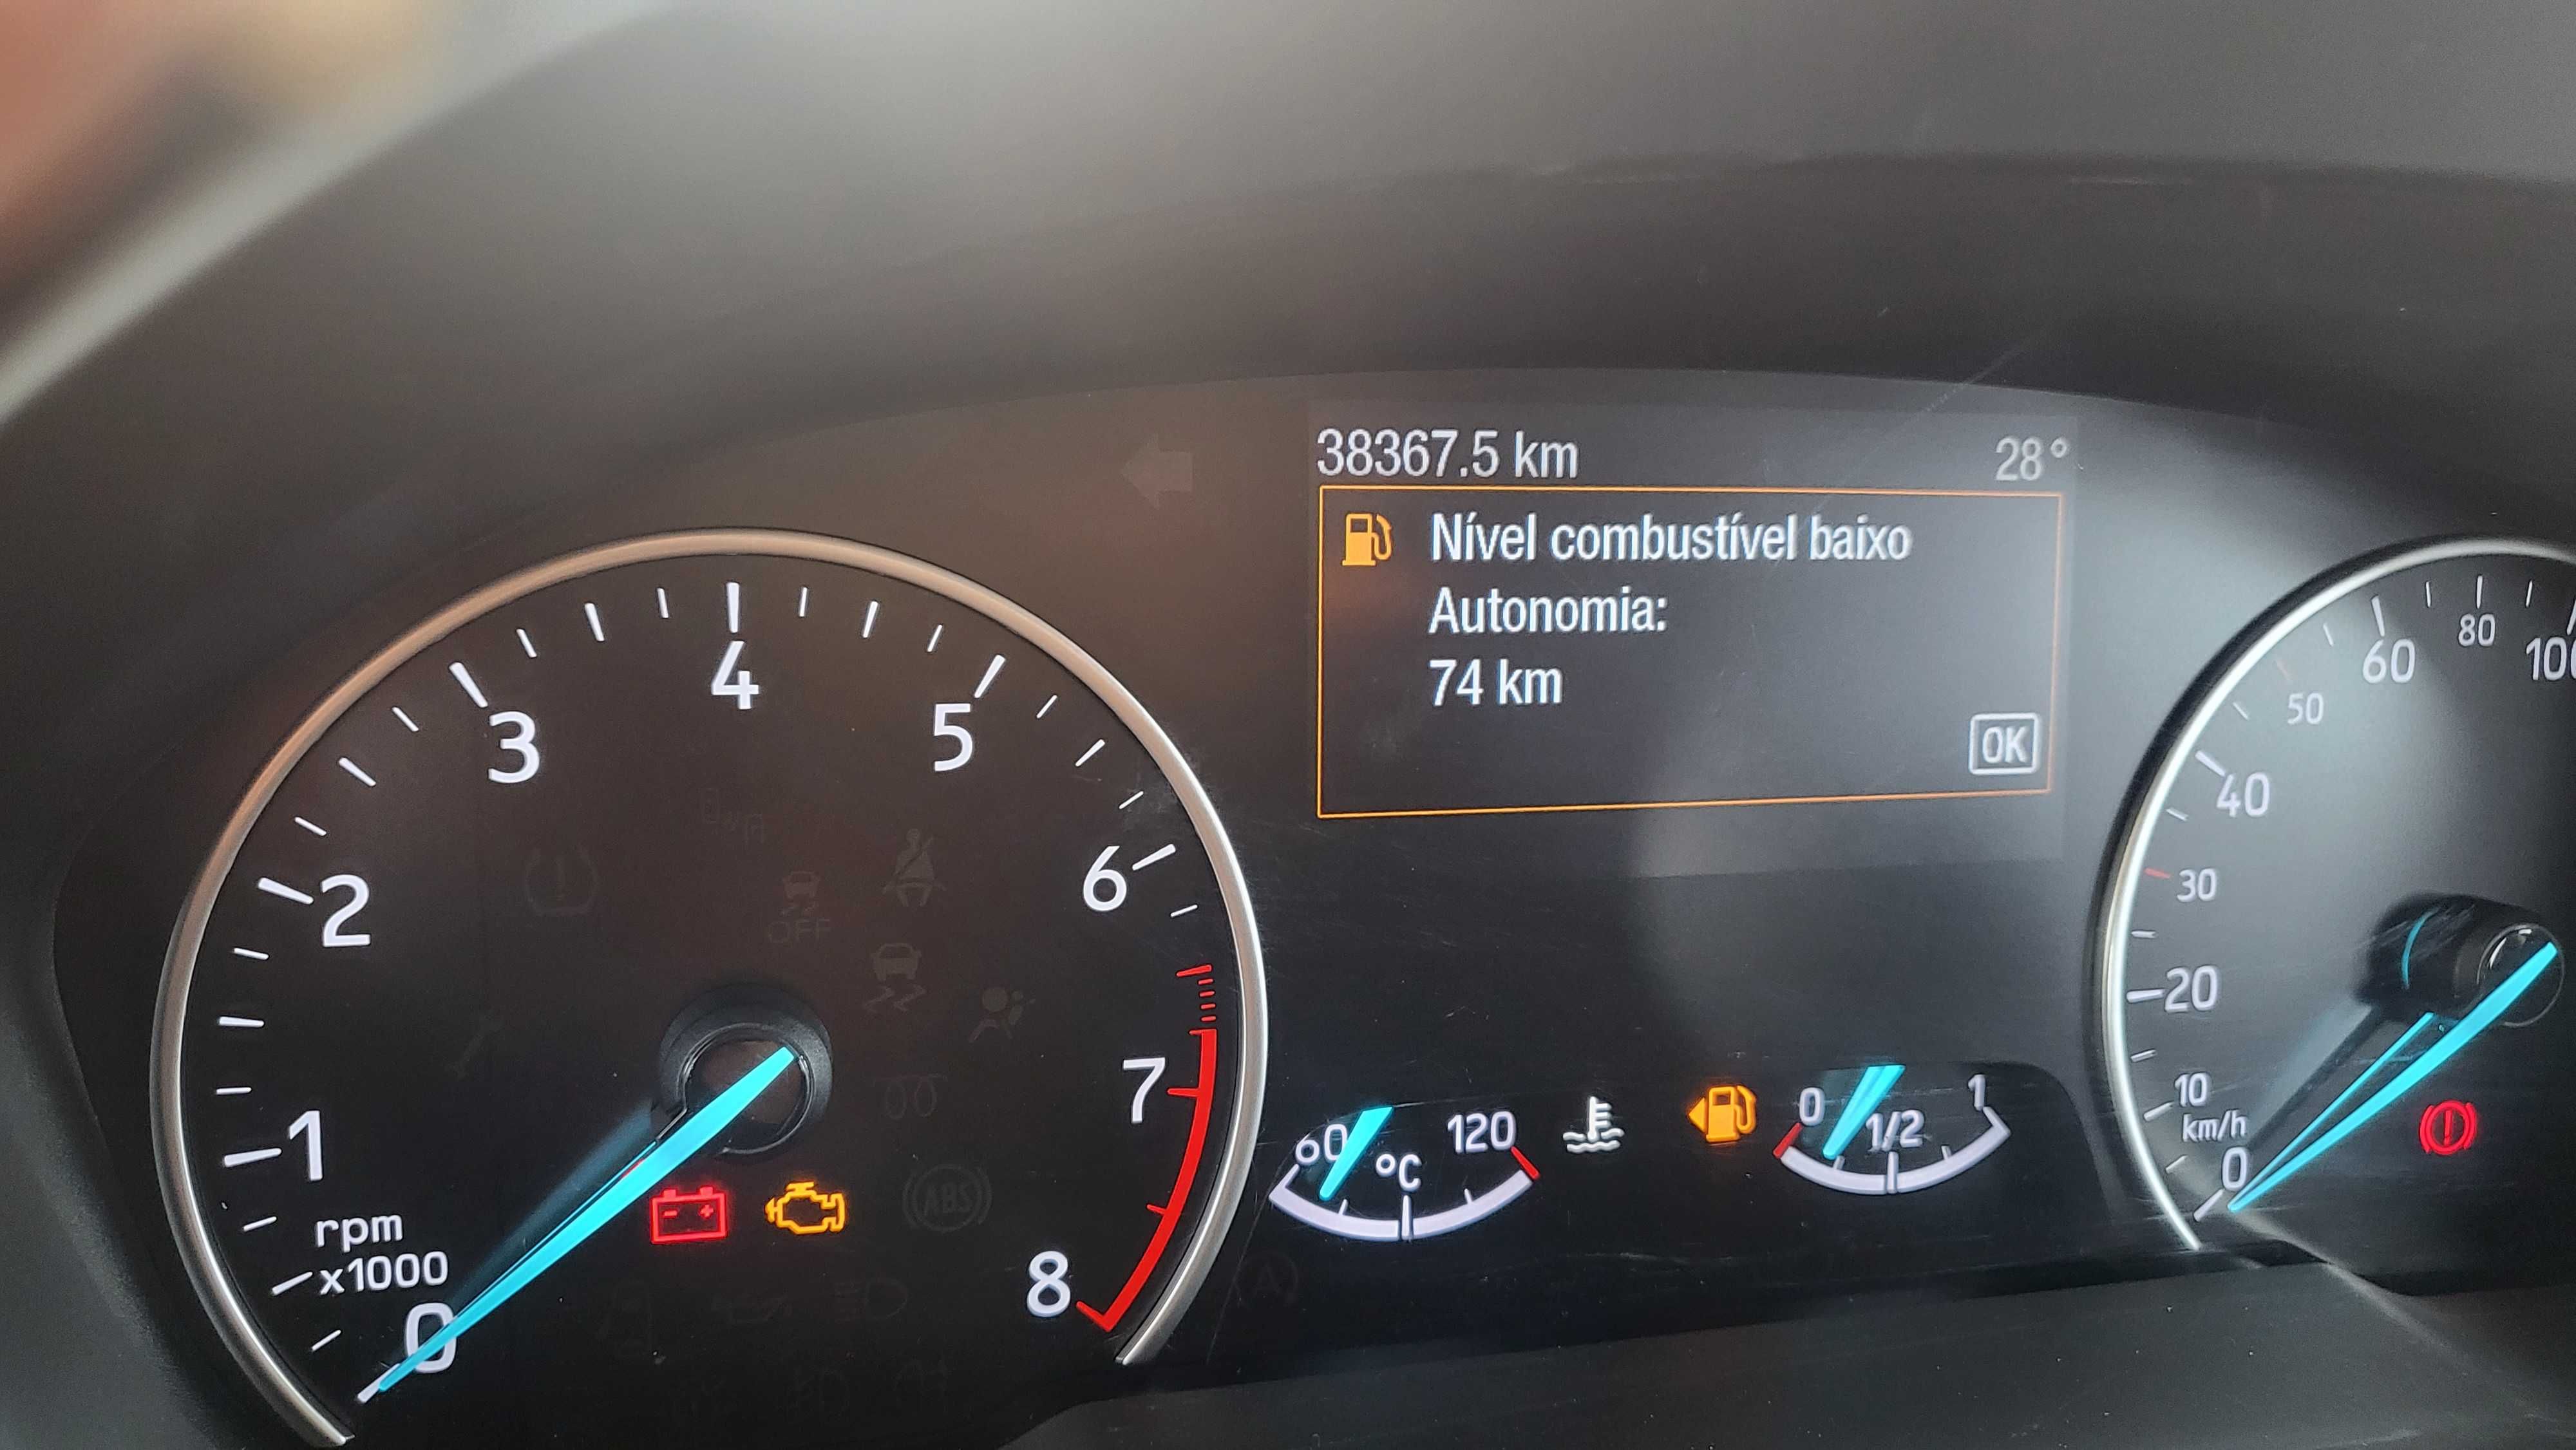 38367.5 km 28°
Nível combustível baixo
Autonomia:
74 km
OK
0
1
2
3
4
5
6
7
8
rpm
x1000
OFF
ABS
60 °C 120
0 1/2 1
0
km/h
10
20
30
40
50
60
80